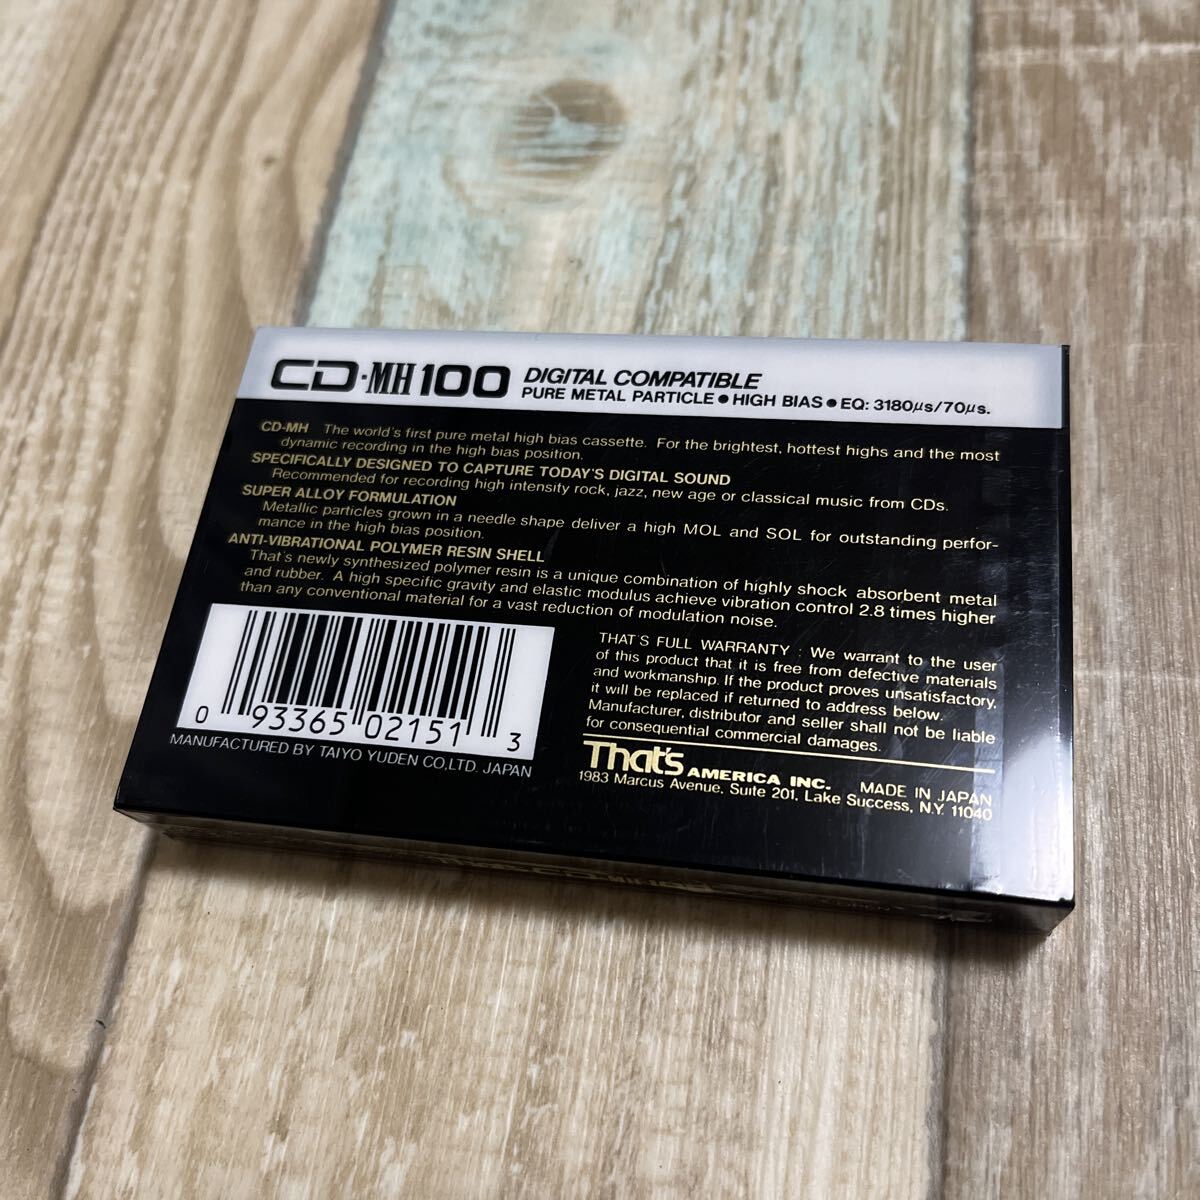 CD·MH100 DIGITAL COMPATIBLE
PURE METAL PARTICLE ● HIGH BIAS ● EQ: 3180µs/70µs.
CD-MH The world's first pure metal high bias cassette. For the brightest, hottest highs and the most
dynamic recording in the high bias position.
SPECIFICALLY DESIGNED TO CAPTURE TODAY'S DIGITAL SOUND
Recommended for recording high intensity rock, jazz, new age or classical music from CDs.
SUPER ALLOY FORMULATION
Metallic particles grown in a needle shape deliver a high MOL and SOL for outstanding perfor-
mance in the high bias position.
ANTI-VIBRATIONAL POLYMER RESIN SHELL
That's newly synthesized polymer resin is a unique combination of highly shock absorbent metal
and rubber. A high specific gravity and elastic modulus achieve vibration control 2.8 times higher
than any conventional material for a vast reduction of modulation noise.
0 93365 02151 3
MANUFACTURED BY TAIYO YUDEN CO,LTD. JAPAN
THAT'S FULL WARRANTY : We warrant to the user
of this product that it is free from defective materials
and workmanship. If the product proves unsatisfactory,
it will be replaced if returned to address below.
Manufacturer, distributor and seller shall not be liable
for consequential commercial damages.
That's AMERICA INC. MADE IN JAPAN
1983 Marcus Avenue, Suite 201, Lake Success, N.Y. 11040
That's CD-MH100